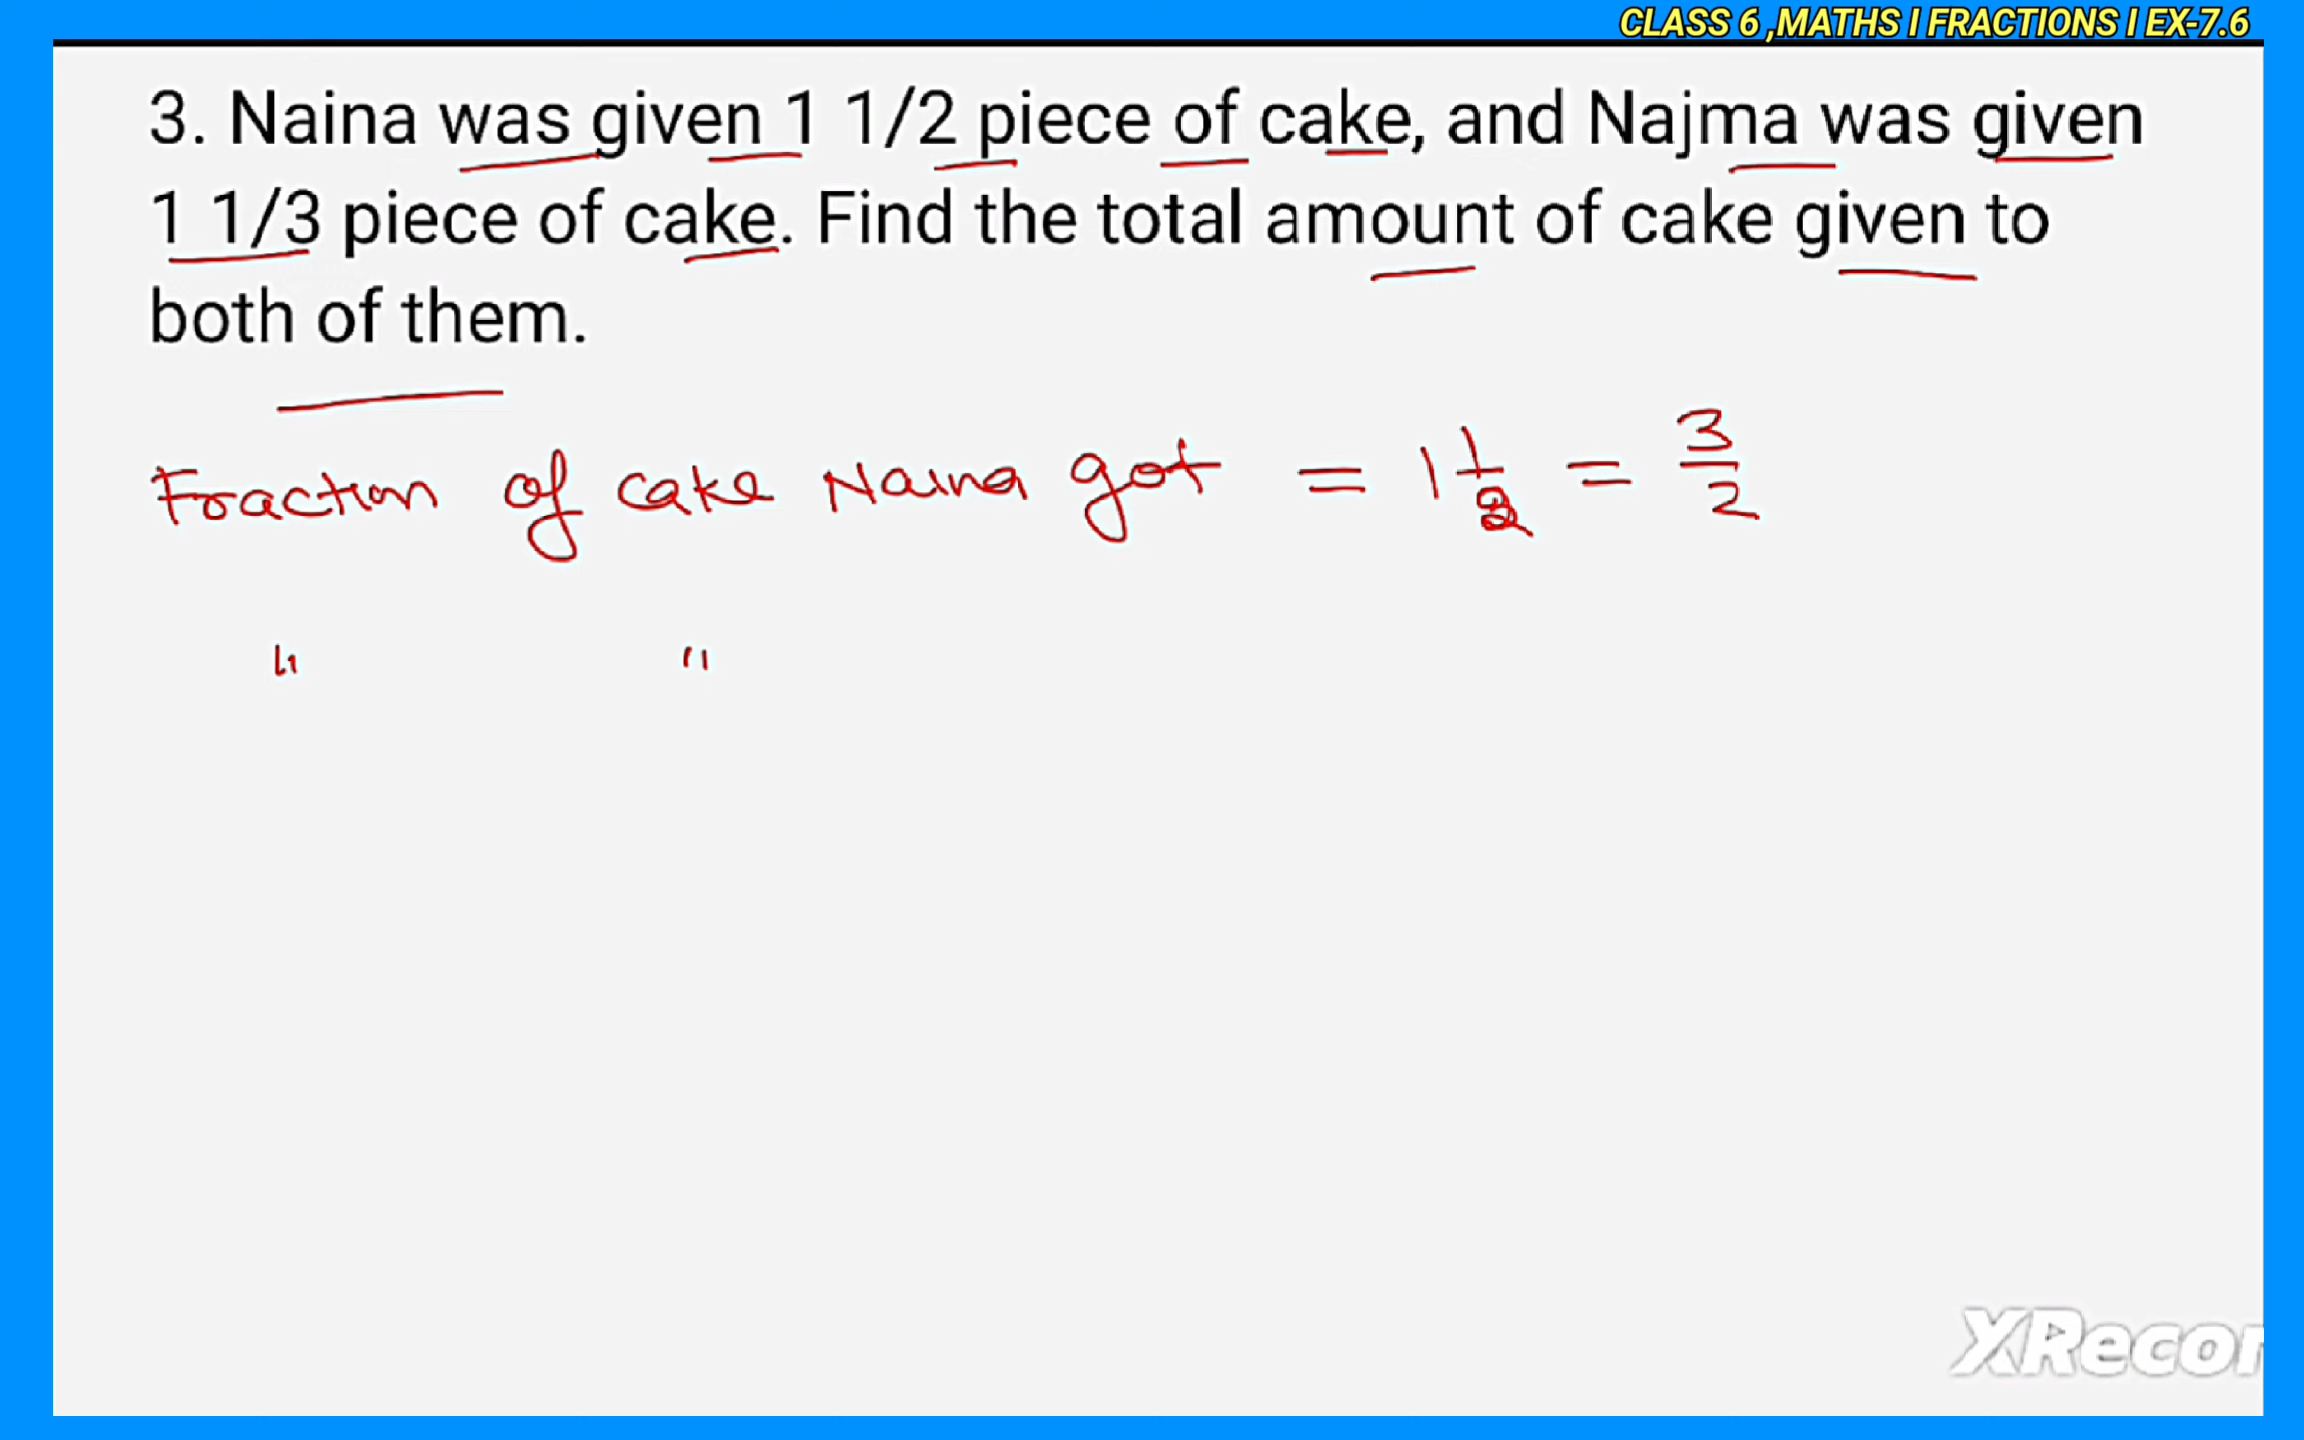 CLASS 6 ,MATHS I FRACTIONS I EX-7.6
3. Naina was given 1 1/2 piece of cake, and Najma was given
1 1/3 piece of cake. Find the total amount of cake given to
both of them.
Fraction of cake Naina got = 1 1/2 = 3/2
" "
XRecor